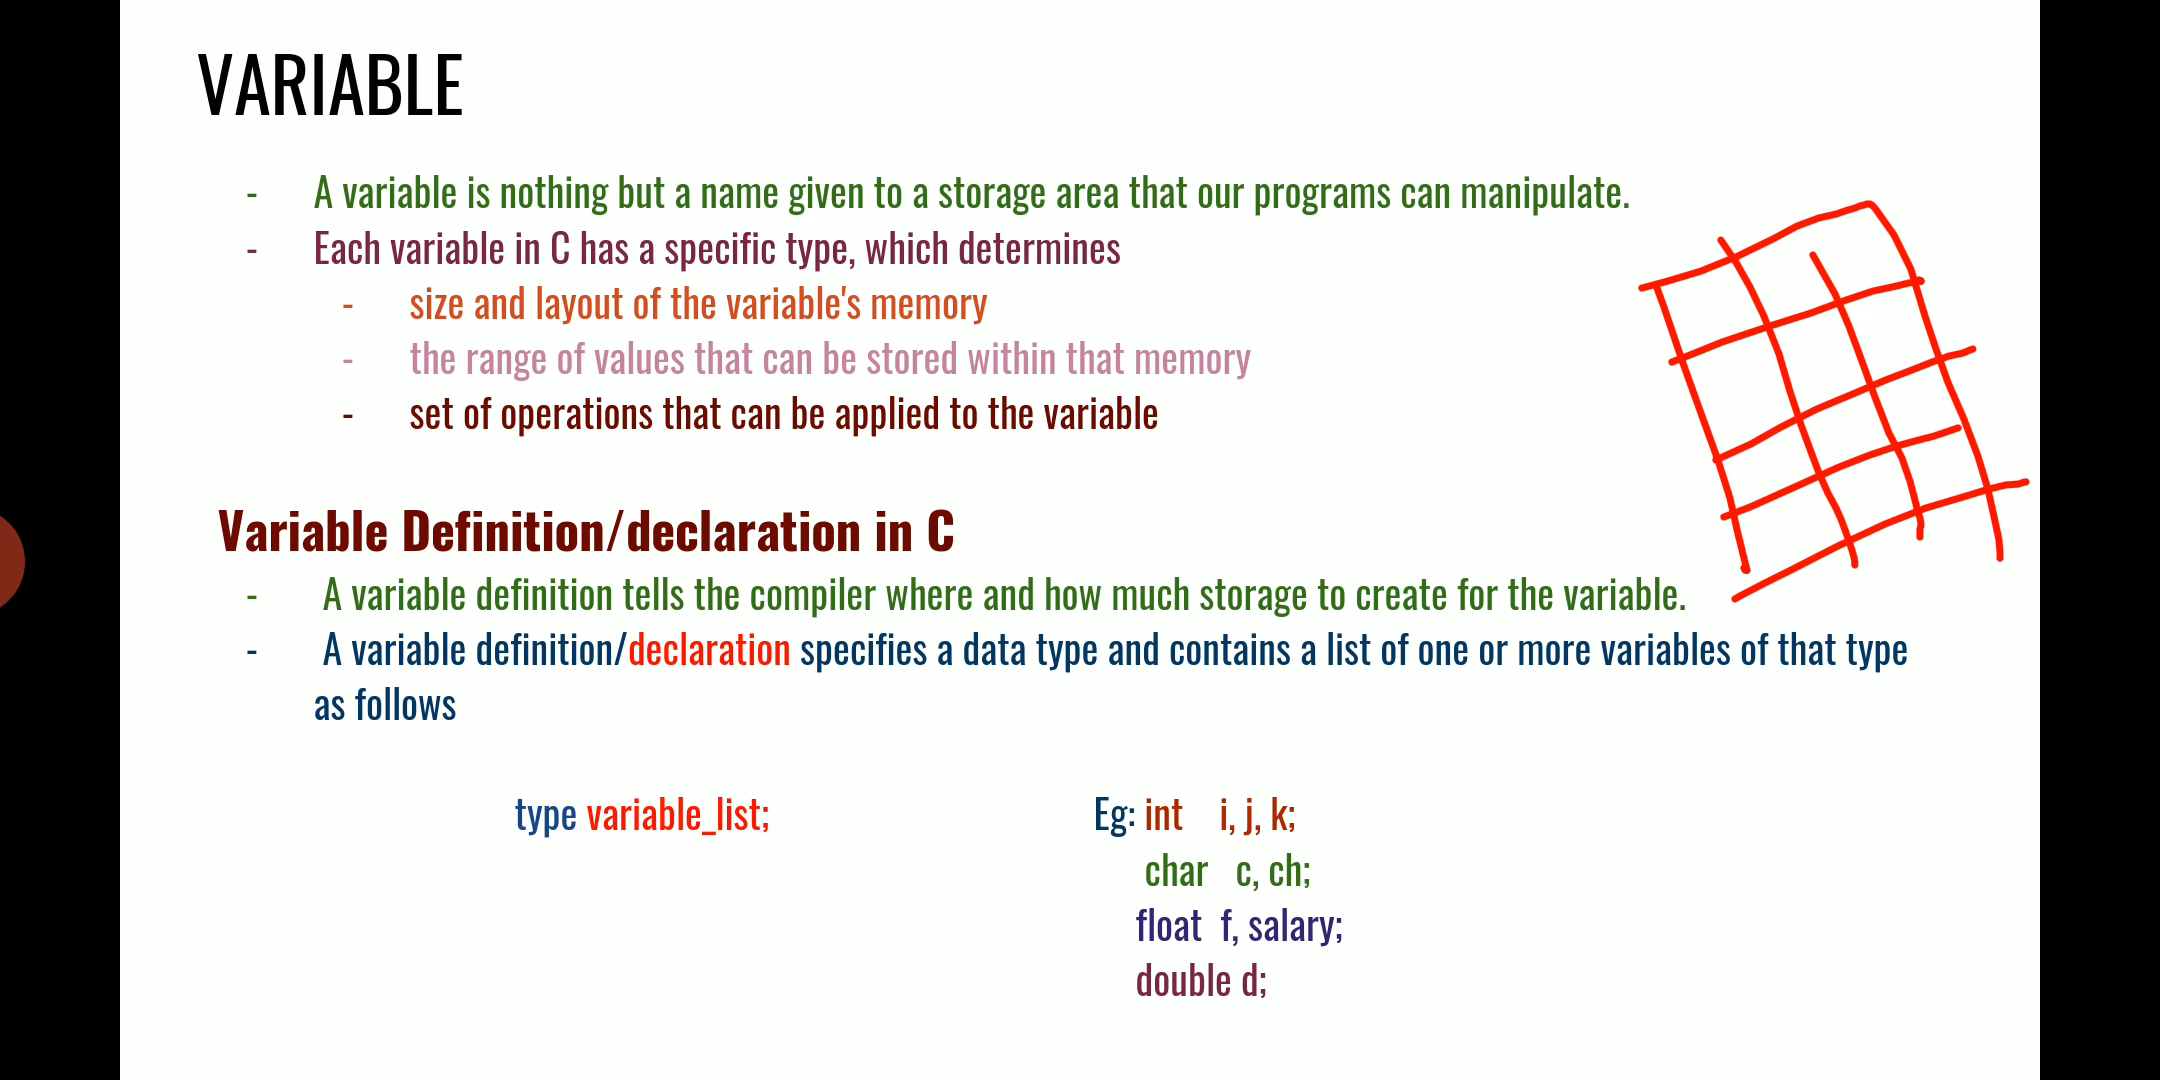 VARIABLE
- A variable is nothing but a name given to a storage area that our programs can manipulate.
- Each variable in C has a specific type, which determines
- size and layout of the variable's memory
- the range of values that can be stored within that memory
- set of operations that can be applied to the variable
Variable Definition/declaration in C
- A variable definition tells the compiler where and how much storage to create for the variable.
- A variable definition/declaration specifies a data type and contains a list of one or more variables of that type
as follows
type variable_list;
Eg: int i, j, k;
char c, ch;
float f, salary;
double d;